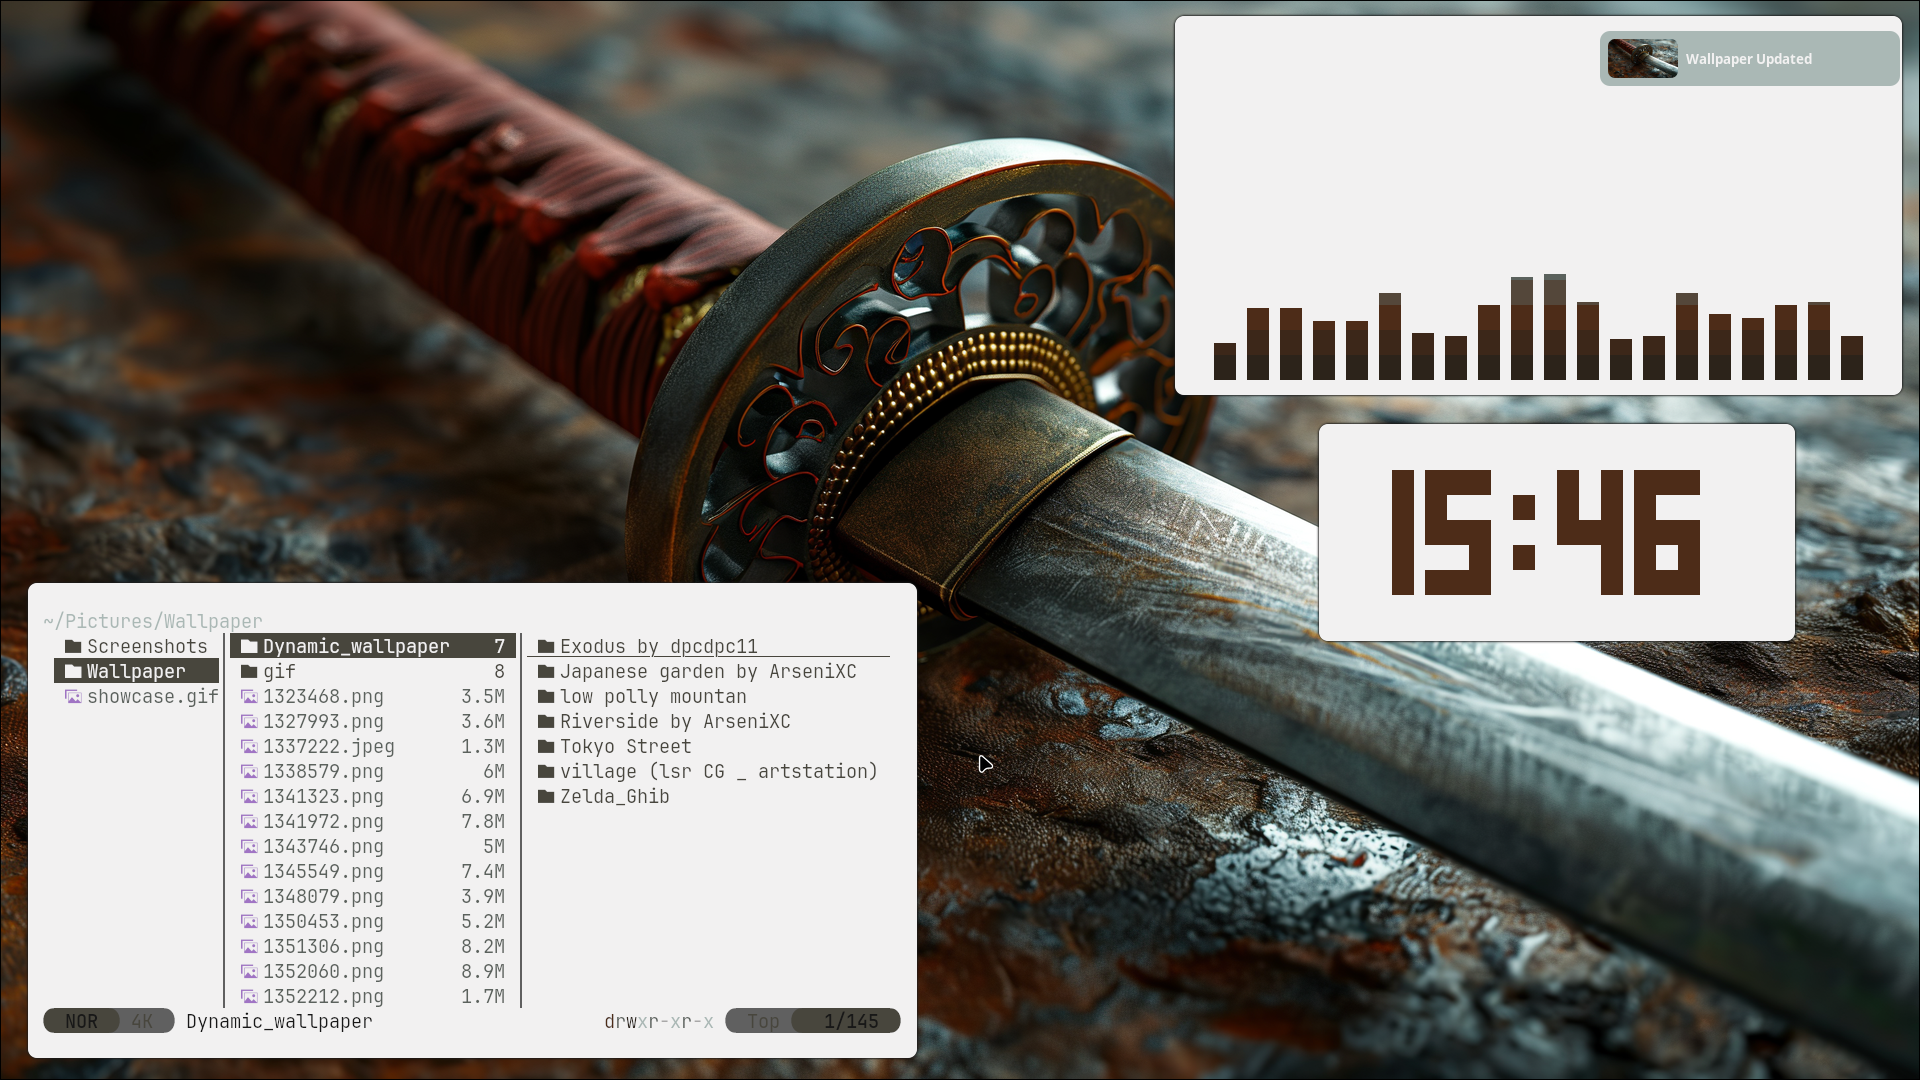 Wallpaper Updated
15:46
~/Pictures/Wallpaper
Screenshots
Wallpaper
showcase.gif
Dynamic_wallpaper 7
gif 8
1323468.png 3.5M
1327993.png 3.6M
1337222.jpeg 1.3M
1338579.png 6M
1341323.png 6.9M
1341972.png 7.8M
1343746.png 5M
1345549.png 7.4M
1348079.png 3.9M
1350453.png 5.2M
1351306.png 8.2M
1352060.png 8.9M
1352212.png 1.7M
Exodus by dpcdpc11
Japanese garden by ArseniXC
low polly mountan
Riverside by ArseniXC
Tokyo Street
village (lsr CG _ artstation)
Zelda_Ghib
NOR 4K Dynamic_wallpaper drwxr-xr-x Top 1/145